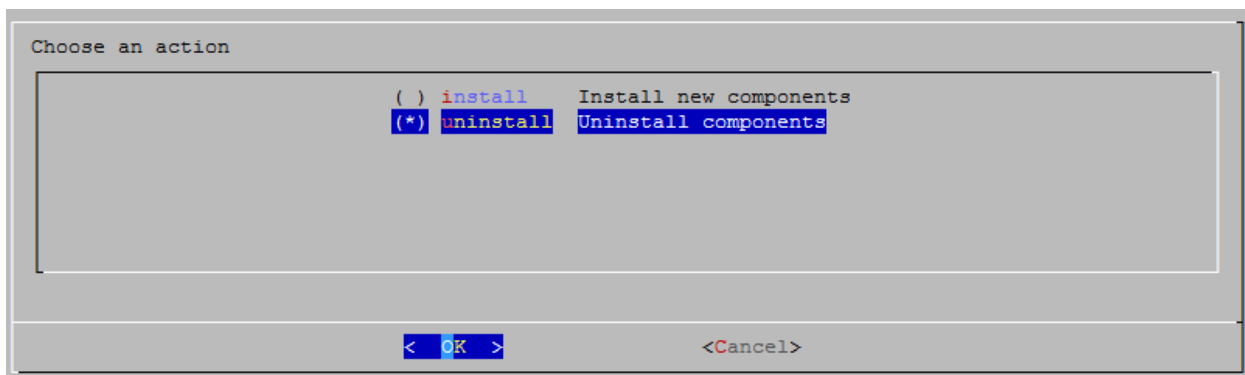 Choose an action
( ) install Install new components
(*) uninstall Uninstall components
< OK > <Cancel>